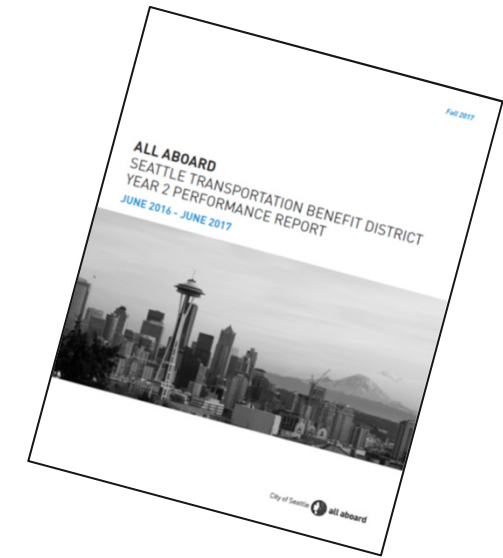 Fall 2017
ALL ABOARD
SEATTLE TRANSPORTATION BENEFIT DISTRICT
YEAR 2 PERFORMANCE REPORT
JUNE 2016 - JUNE 2017
City of Seattle all aboard